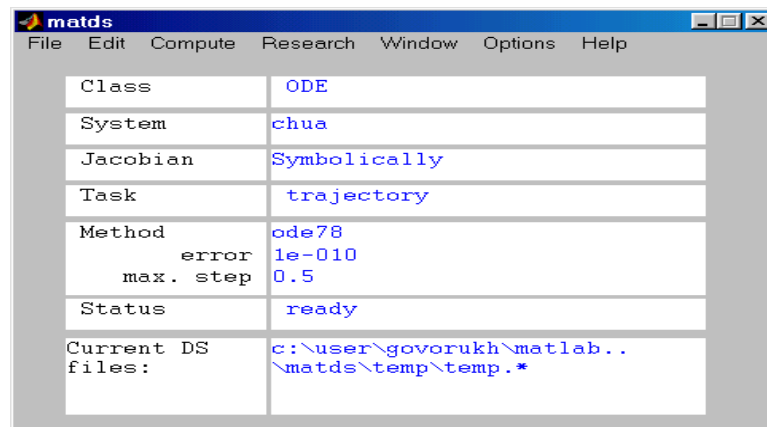 matds
File Edit Compute Research Window Options Help
Class ODE
System chua
Jacobian Symbolically
Task trajectory
Method ode78
error 1e-010
max. step 0.5
Status ready
Current DS c:\user\govorukh\matlab..
files: \matds\temp\temp.*